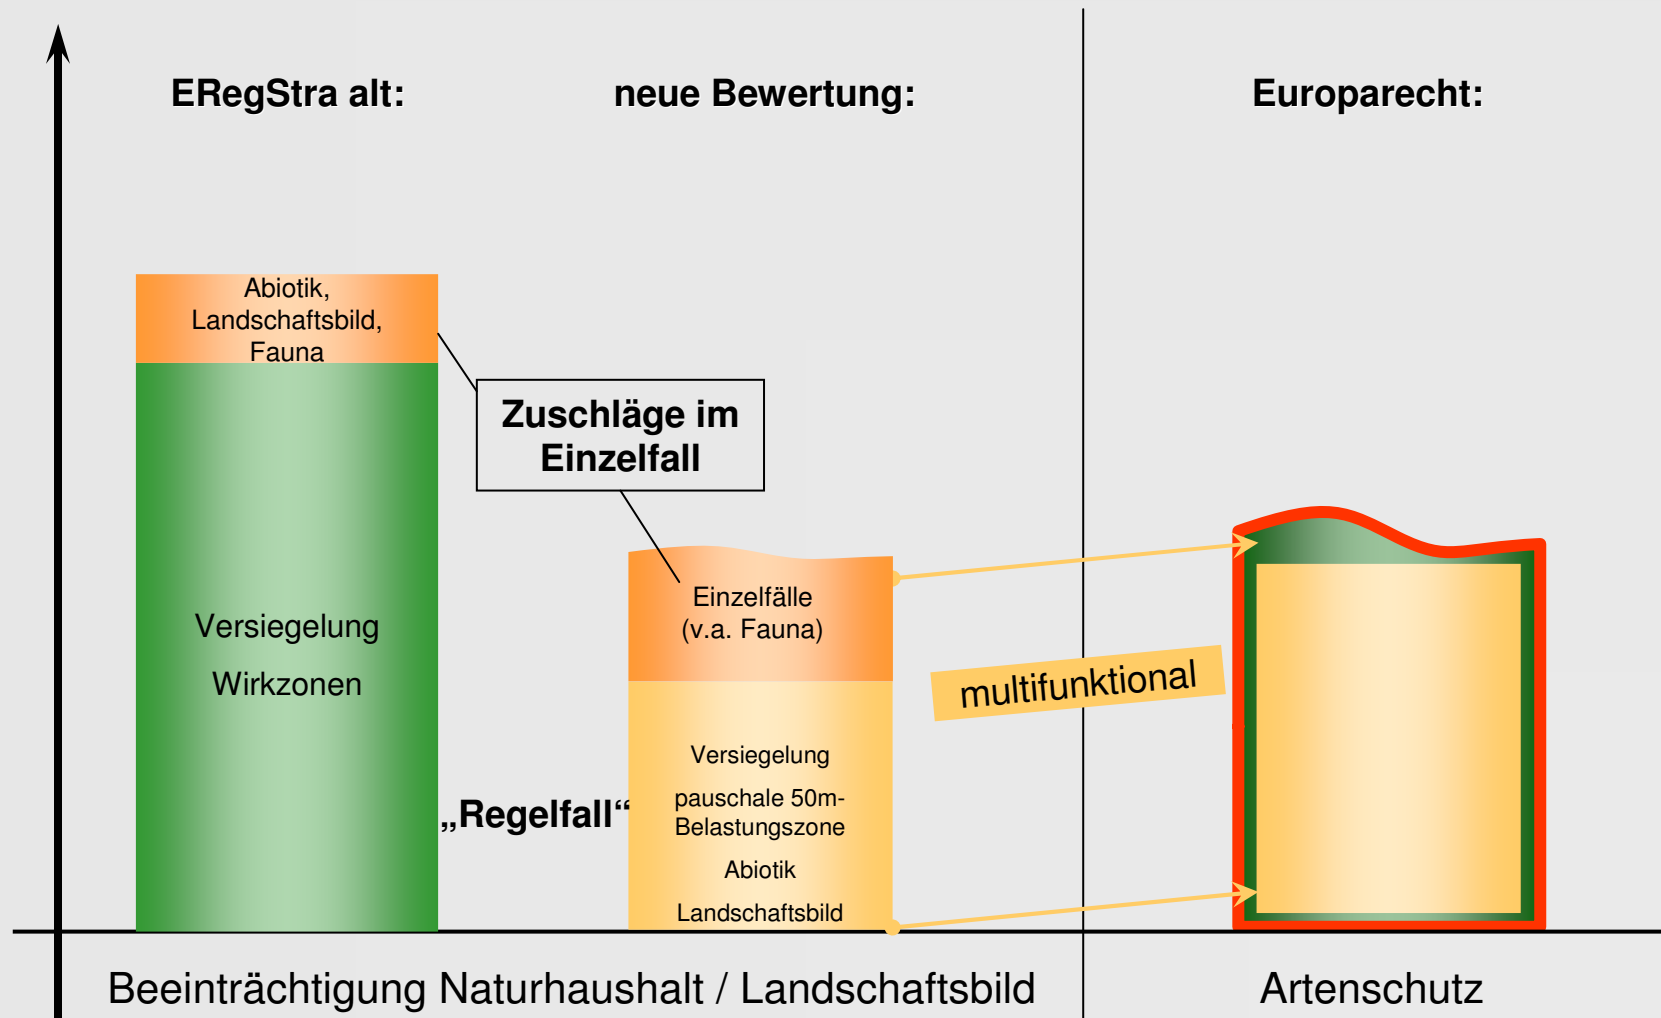 ERegStra alt:
neue Bewertung:
Europarecht:
Abiotik,
Landschaftsbild,
Fauna
Zuschläge im
Einzelfall
Versiegelung
Wirkzonen
Einzelfälle
(v.a. Fauna)
multifunktional
„Regelfall“
Versiegelung
pauschale 50m-
Belastungszone
Abiotik
Landschaftsbild
Beeinträchtigung Naturhaushalt / Landschaftsbild
Artenschutz